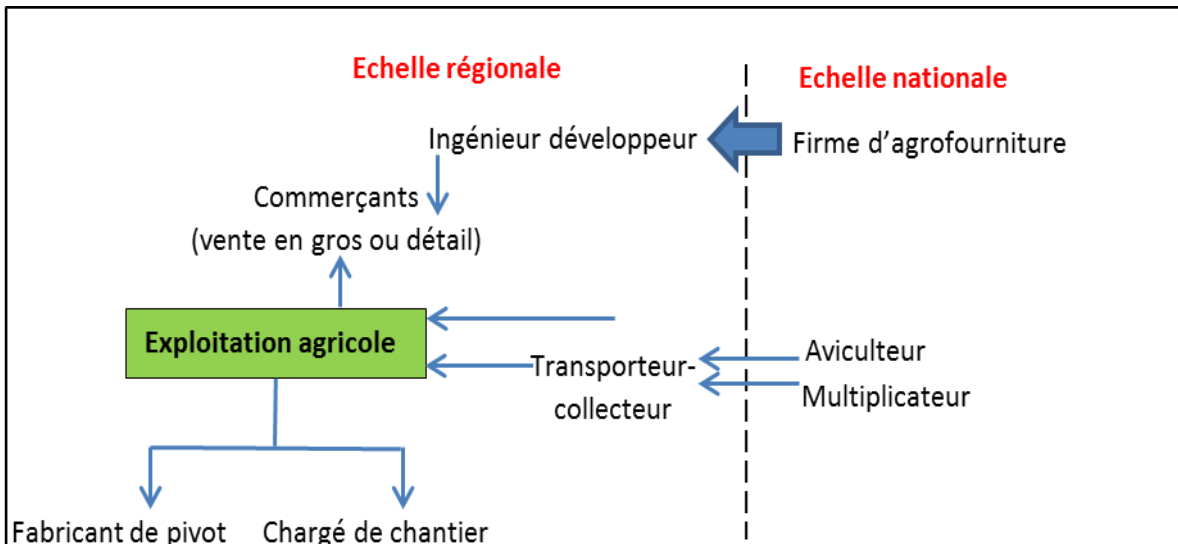 Echelle régionale
Echelle nationale
Ingénieur développeur
Firme d’agrofourniture
Commerçants
(vente en gros ou détail)
Exploitation agricole
Transporteur-
collecteur
Aviculteur
Multiplicateur
Fabricant de pivot
Chargé de chantier